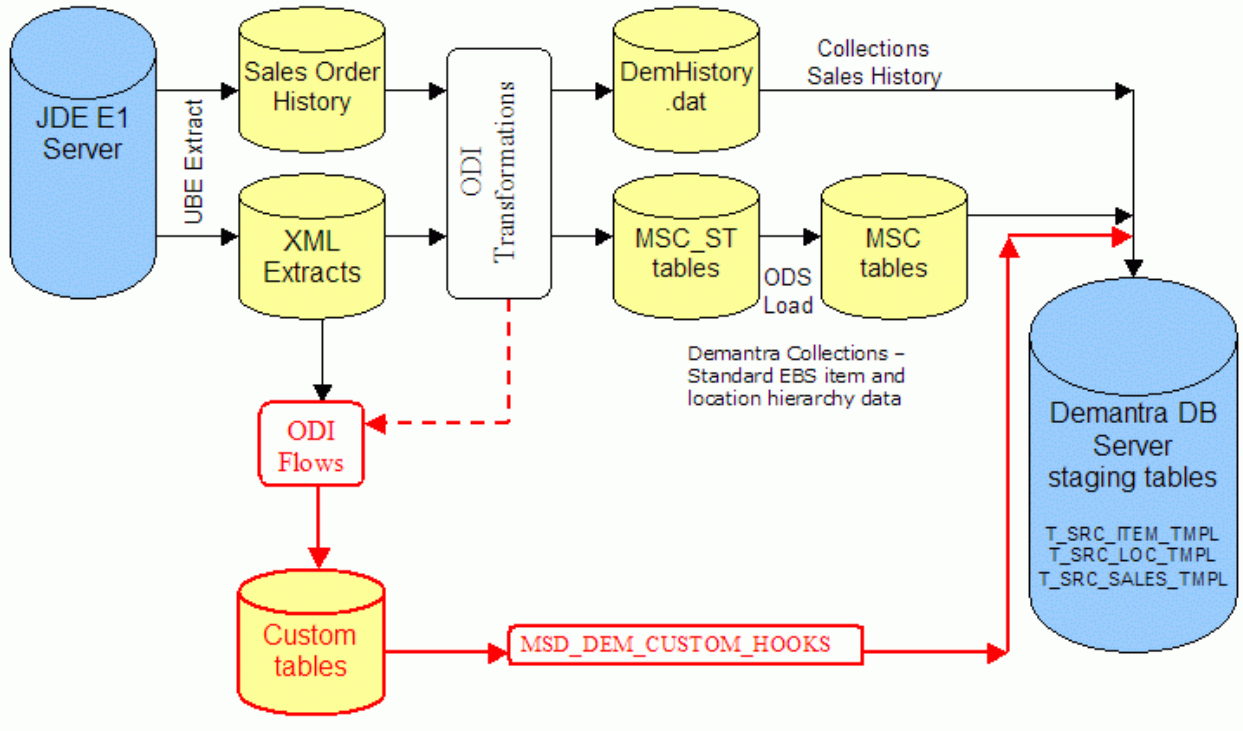 JDE E1
Server
UBE Extract
Sales Order
History
XML
Extracts
ODI
Transformations
DemHistory
.dat
Collections
Sales History
MSC_ST
tables
ODS
Load
MSC
tables
Demantra Collections –
Standard EBS item and
location hierarchy data
ODI
Flows
Custom
tables
MSD_DEM_CUSTOM_HOOKS
Demantra DB
Server
staging tables
T_SRC_ITEM_TMPL
T_SRC_LOC_TMPL
T_SRC_SALES_TMPL